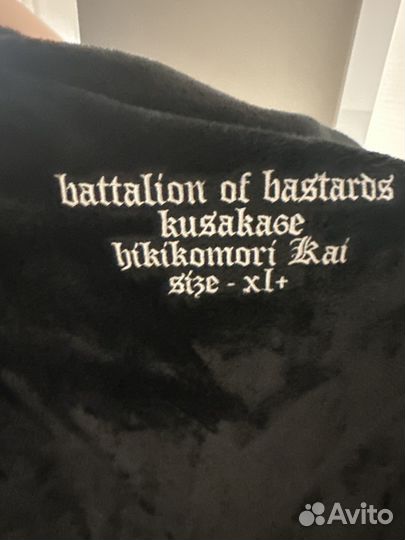 battalion of bastards
kusakage
hikikomori Kai
size - xl+
Avito